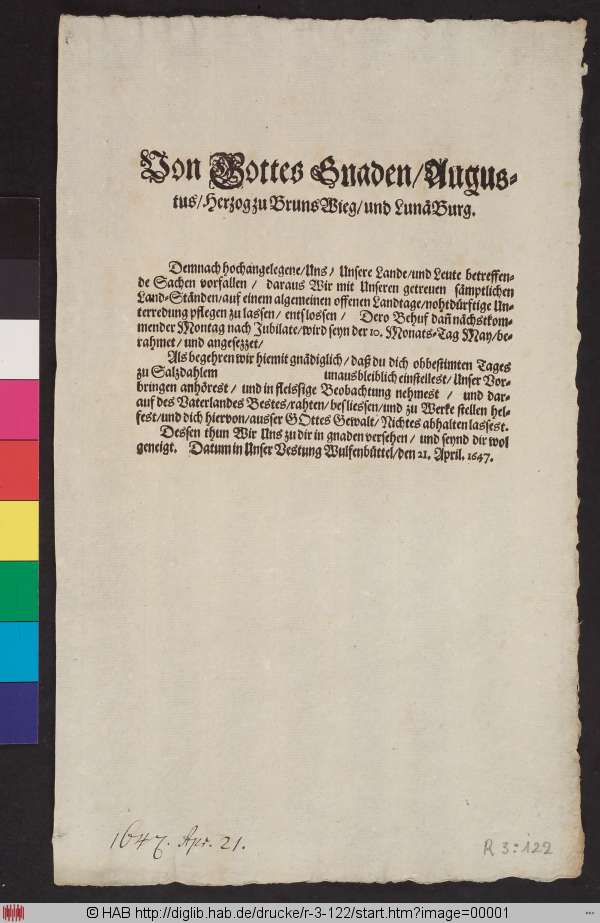 Von Gottes Gnaden/Augus-
tus/Herzog zu BrunsWieg/und LunäBurg.
Demnach hochangelegene/Uns/ Unsere Lande/und Leute betreffen-
de Sachen vorfallen/ daraus Wir mit Unseren getreuen sämptlichen
Land-Ständen/auf einem algemeinen offenen Landtage/nohtdürftige Un-
terredung pflegen zu lassen/ entslossen/ Dero Behuf dañ nächstkom-
mender Montag nach Jubilate/wird seyn der 10. Monats-Tag May/be-
rahmet/ und angesezzet/
Als begehren wir hiemit gnädiglich/ daß du dich obbestimten Tages
zu Salzdahlem unausbleiblich einstellest/ Unser Vor-
bringen anhörest/ und in fleissige Beobachtung nehmest/ und dar-
auf des Vaterlandes Bestes/rahten/ besliessen/und zu Werke stellen hel-
fest/und dich hiervon/ausser GOttes Gewalt/ Nichtes abhalten lassest.
Dessen thun Wir Uns zu dir in gnaden versehen/ und seynd dir wol
geneigt. Datum in Unser Vestung Wulfenbüttel/den 21. April. 1647.
1647. Apr. 21.
R 3:122
© HAB http://diglib.hab.de/drucke/r-3-122/start.htm?image=00001